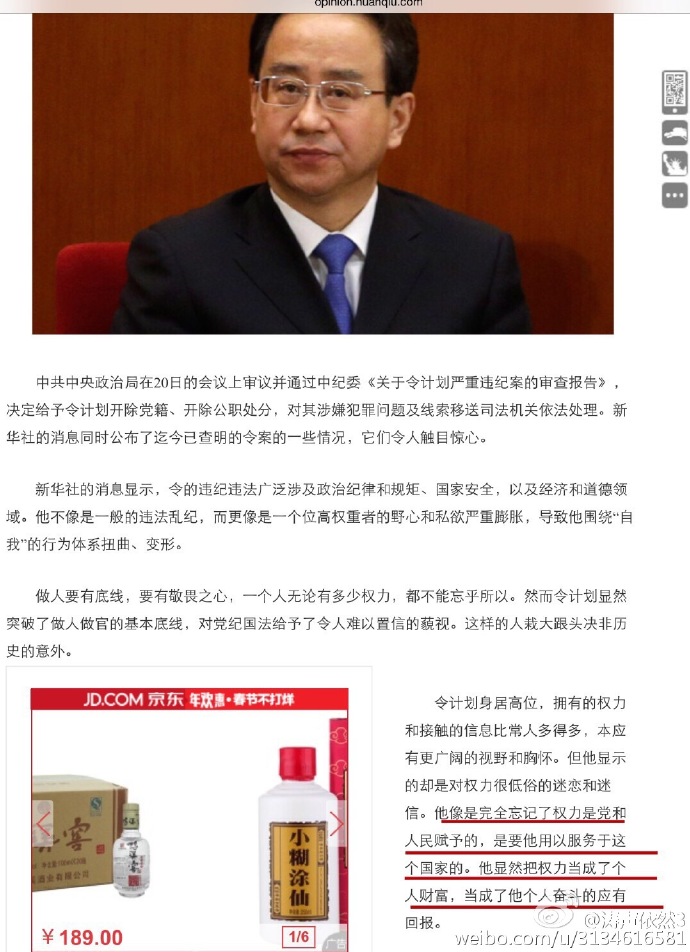 opinion.huanqiu.com
中共中央政治局在20日的会议上审议并通过中纪委《关于令计划严重违纪案的审查报告》，
决定给予令计划开除党籍、开除公职处分，对其涉嫌犯罪问题及线索移送司法机关依法处理。新
华社的消息同时公布了迄今已查明的令案的一些情况，它们令人触目惊心。
新华社的消息显示，令的违纪违法广泛涉及政治纪律和规矩、国家安全，以及经济和道德领
域。他不像是一般的违法乱纪，而更像是一个位高权重者的野心和私欲严重膨胀，导致他围绕“自
我”的行为体系扭曲、变形。
做人要有底线，要有敬畏之心，一个人无论有多少权力，都不能忘乎所以。然而令计划显然
突破了做人做官的基本底线，对党纪国法给予了令人难以置信的藐视。这样的人栽大跟头决非历
史的意外。
JD.COM 京东 年欢惠·春节不打烊
窖
小糊涂仙
￥189.00
1/6
广告
令计划身居高位，拥有的权力
和接触的信息比常人多得多，本应
有更广阔的视野和胸怀。但他显示
的却是对权力很低俗的迷恋和迷
信。他像是完全忘记了权力是党和
人民赋予的，是要他用以服务于这
个国家的。他显然把权力当成了个
人财富，当成了他个人奋斗的应有
回报。
@涛声依然3
weibo.com/u/3134616581